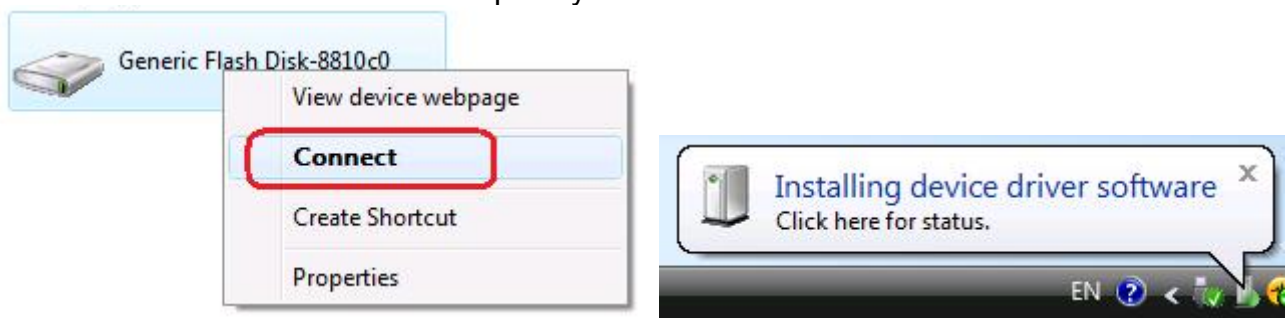 Generic Flash Disk-8810c0
View device webpage
Connect
Create Shortcut
Properties
Installing device driver software
Click here for status.
EN